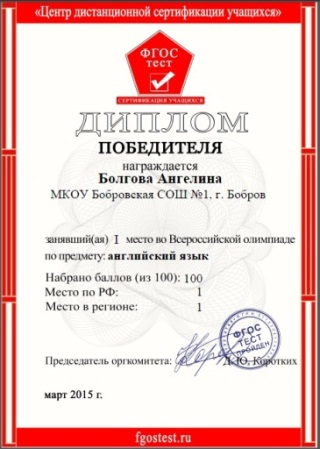 «Центр дистанционной сертификации учащихся»
ФГОС
ТЕСТ
СЕРТИФИКАЦИЯ УЧАЩИХСЯ
ДИПЛОМ
ПОБЕДИТЕЛЯ
награждается
Болгова Ангелина
МКОУ Бобровская СОШ №1, г. Бобров
занявший(ая) I место во Всероссийской олимпиаде
по предмету: английский язык
Набрано баллов (из 100): 100
Место по РФ: 1
Место в регионе: 1
ФГОС
ТЕСТ
ПРОЙДЕН
Председатель оргкомитета: Д.Ю. Коротких
март 2015 г.
fgostest.ru